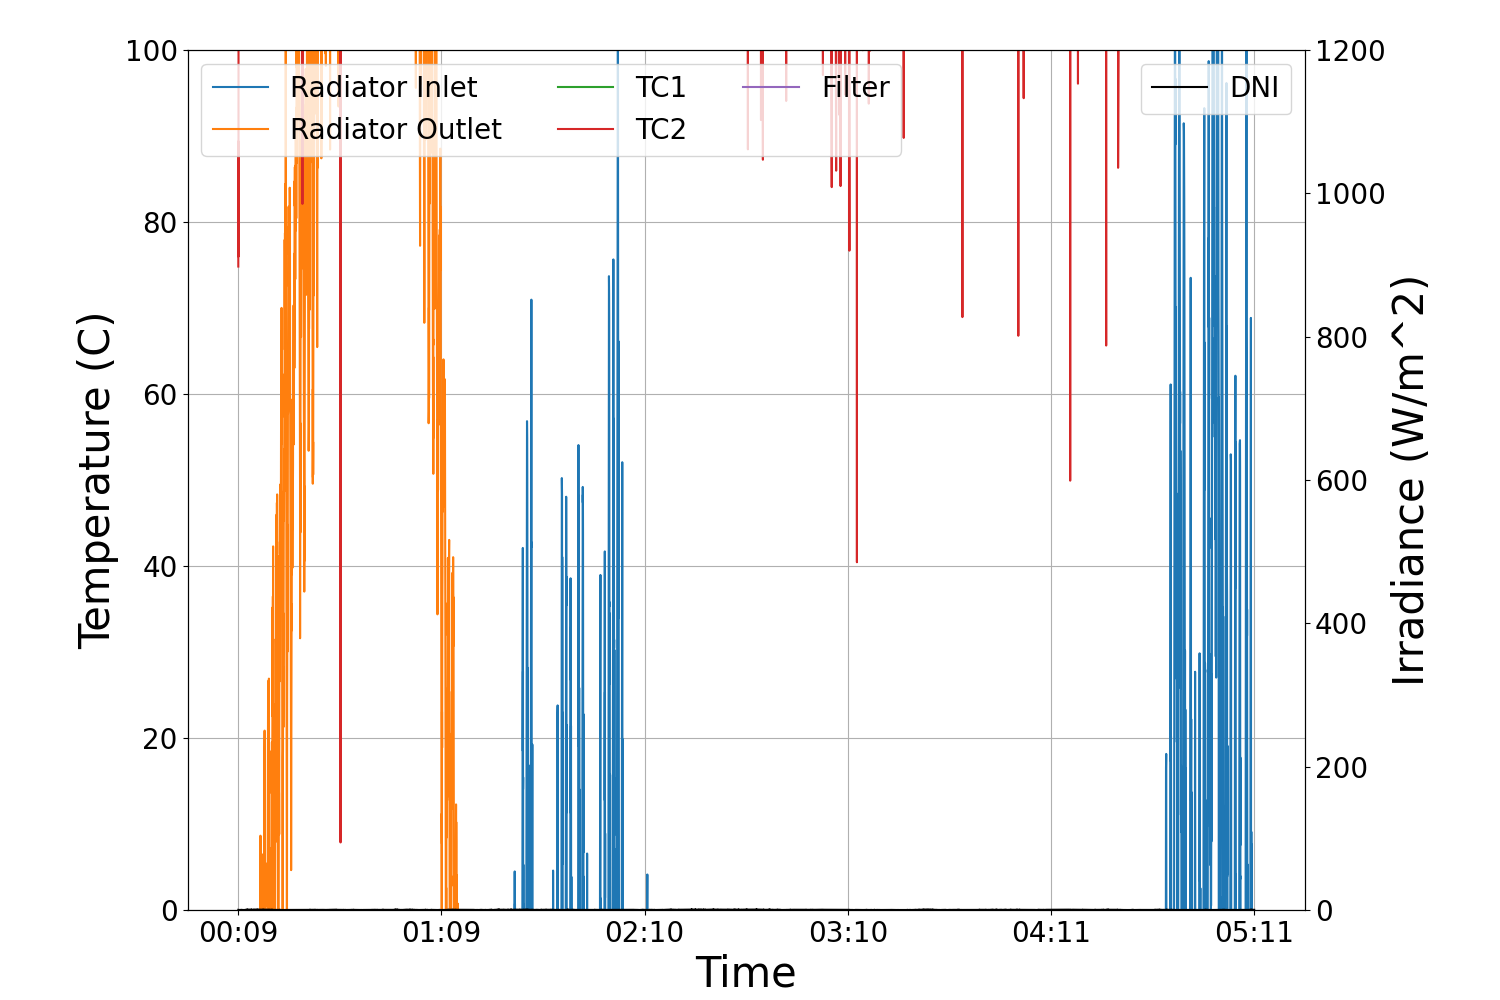 Radiator Inlet
Radiator Outlet
TC1
TC2
Filter
DNI
Temperature (C)
100
80
60
40
20
0
Irradiance (W/m^2)
1200
1000
800
600
400
200
0
00:09 01:09 02:10 03:10 04:11 05:11
Time